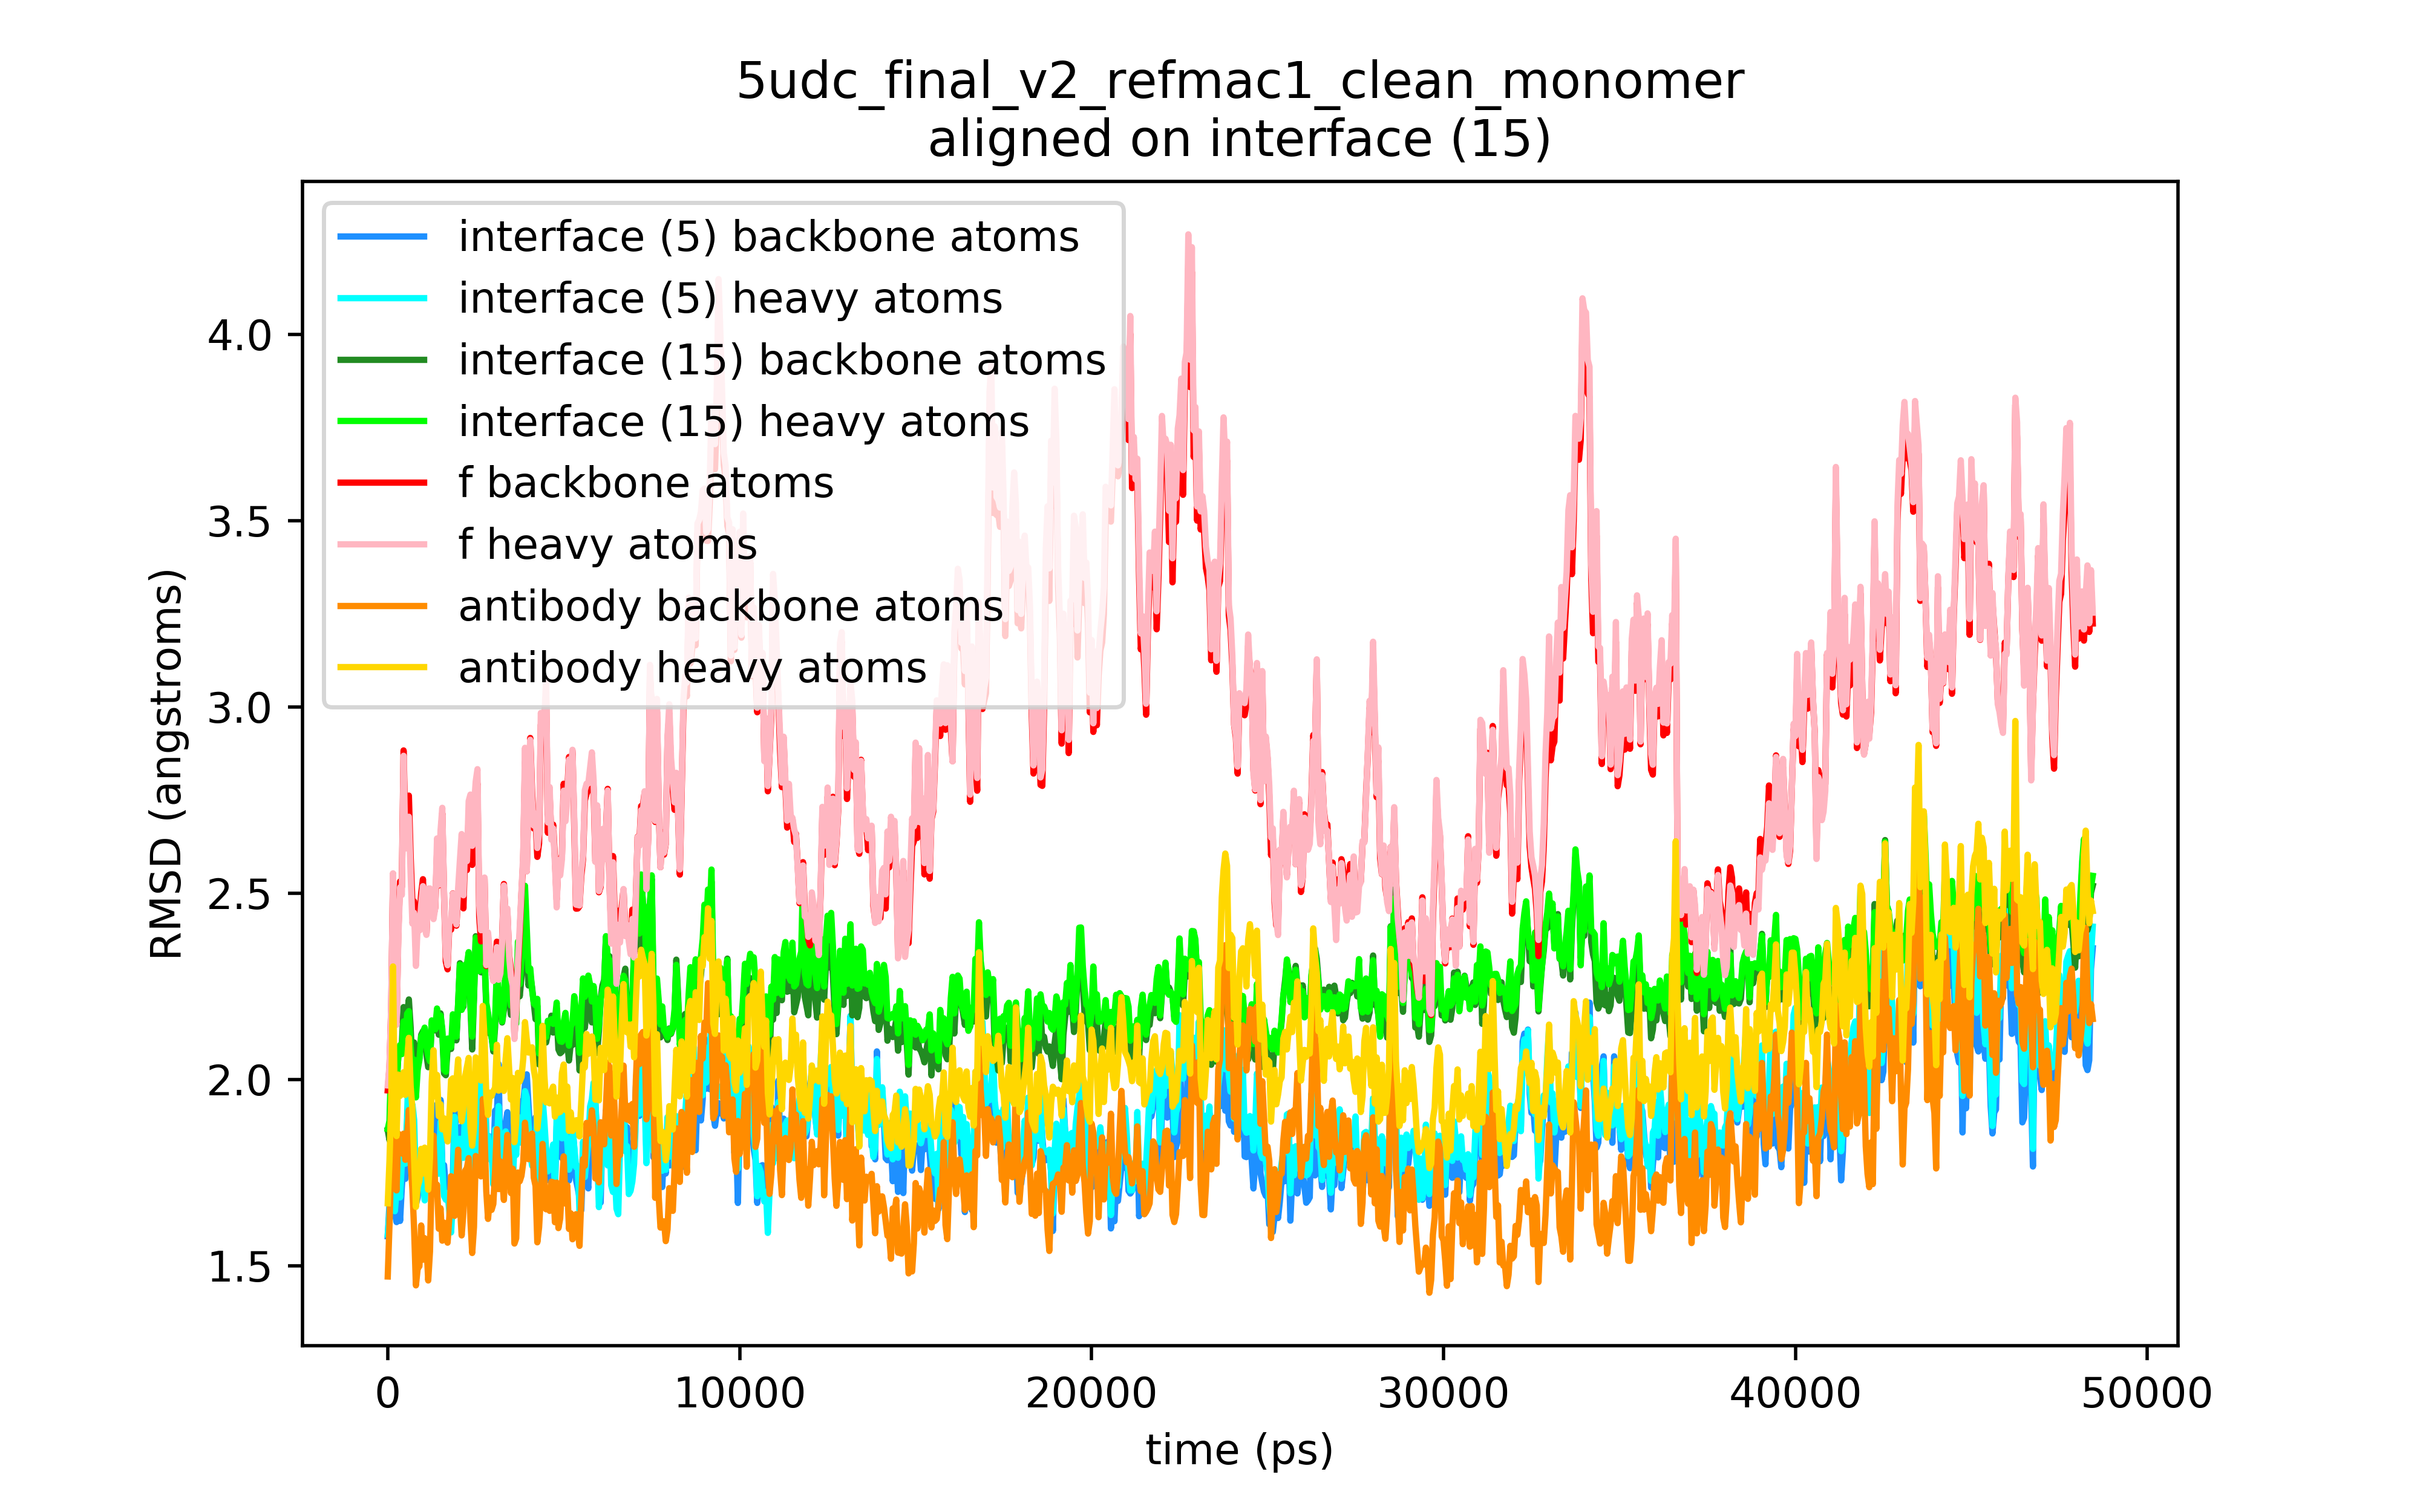 5udc_final_v2_refmac1_clean_monomer
aligned on interface (15)
interface (5) backbone atoms
interface (5) heavy atoms
interface (15) backbone atoms
interface (15) heavy atoms
f backbone atoms
f heavy atoms
antibody backbone atoms
antibody heavy atoms
RMSD (angstroms)
4.0
3.5
3.0
2.5
2.0
1.5
0 10000 20000 30000 40000 50000
time (ps)